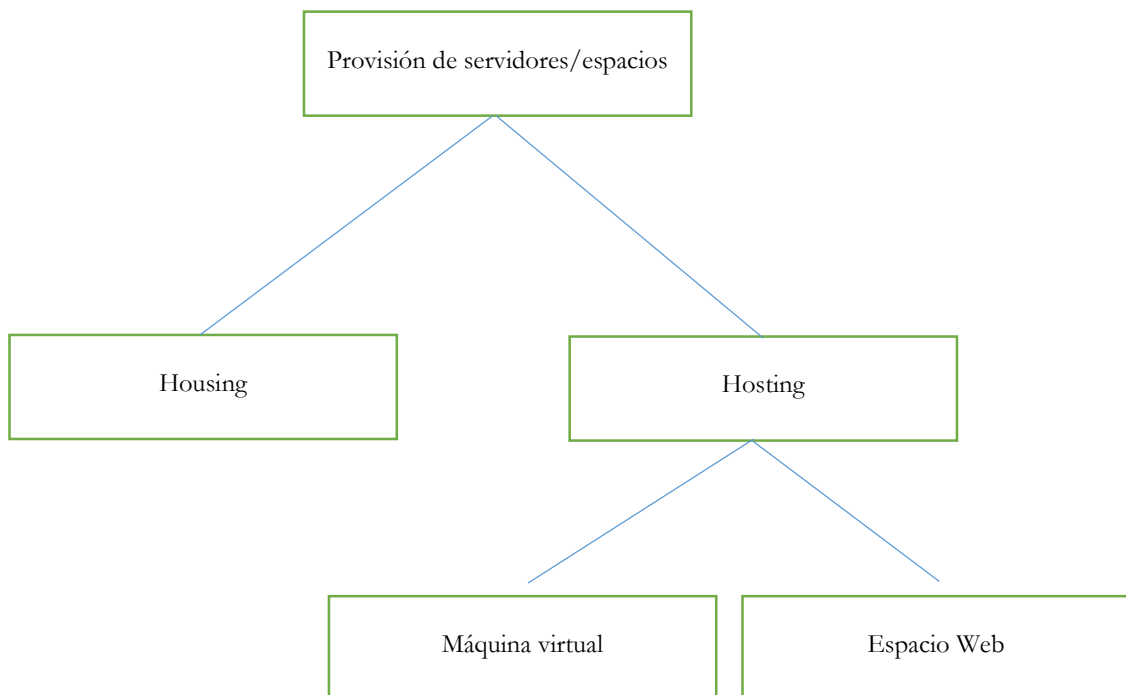 Provisión de servidores/espacios
Housing
Hosting
Máquina virtual
Espacio Web